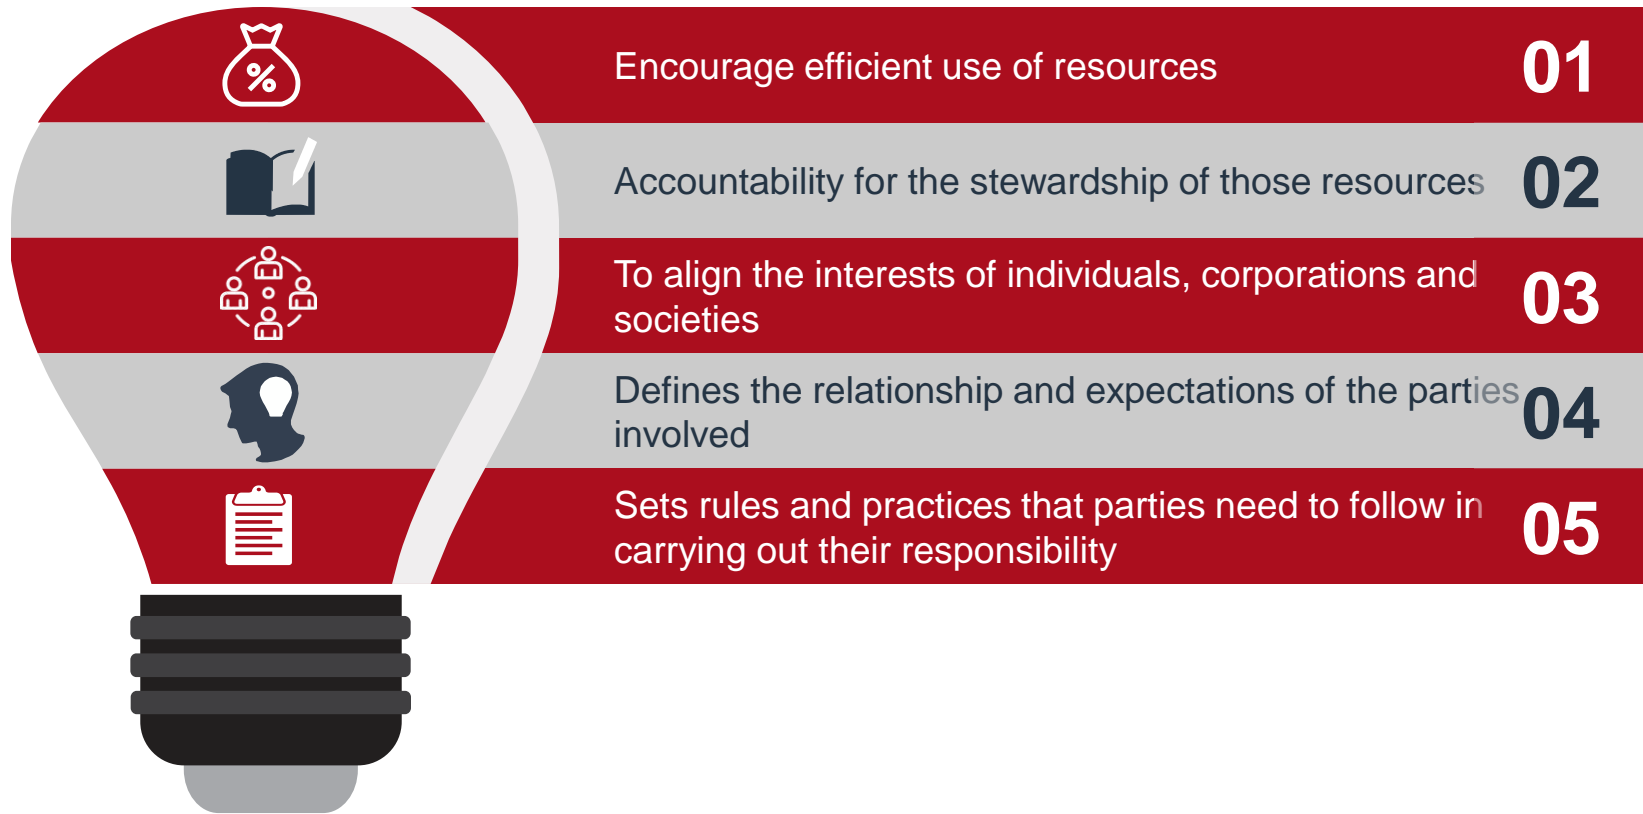 %
Encourage efficient use of resources
01
Accountability for the stewardship of those resources
02
To align the interests of individuals, corporations and
societies
03
Defines the relationship and expectations of the parties
involved
04
Sets rules and practices that parties need to follow in
carrying out their responsibility
05